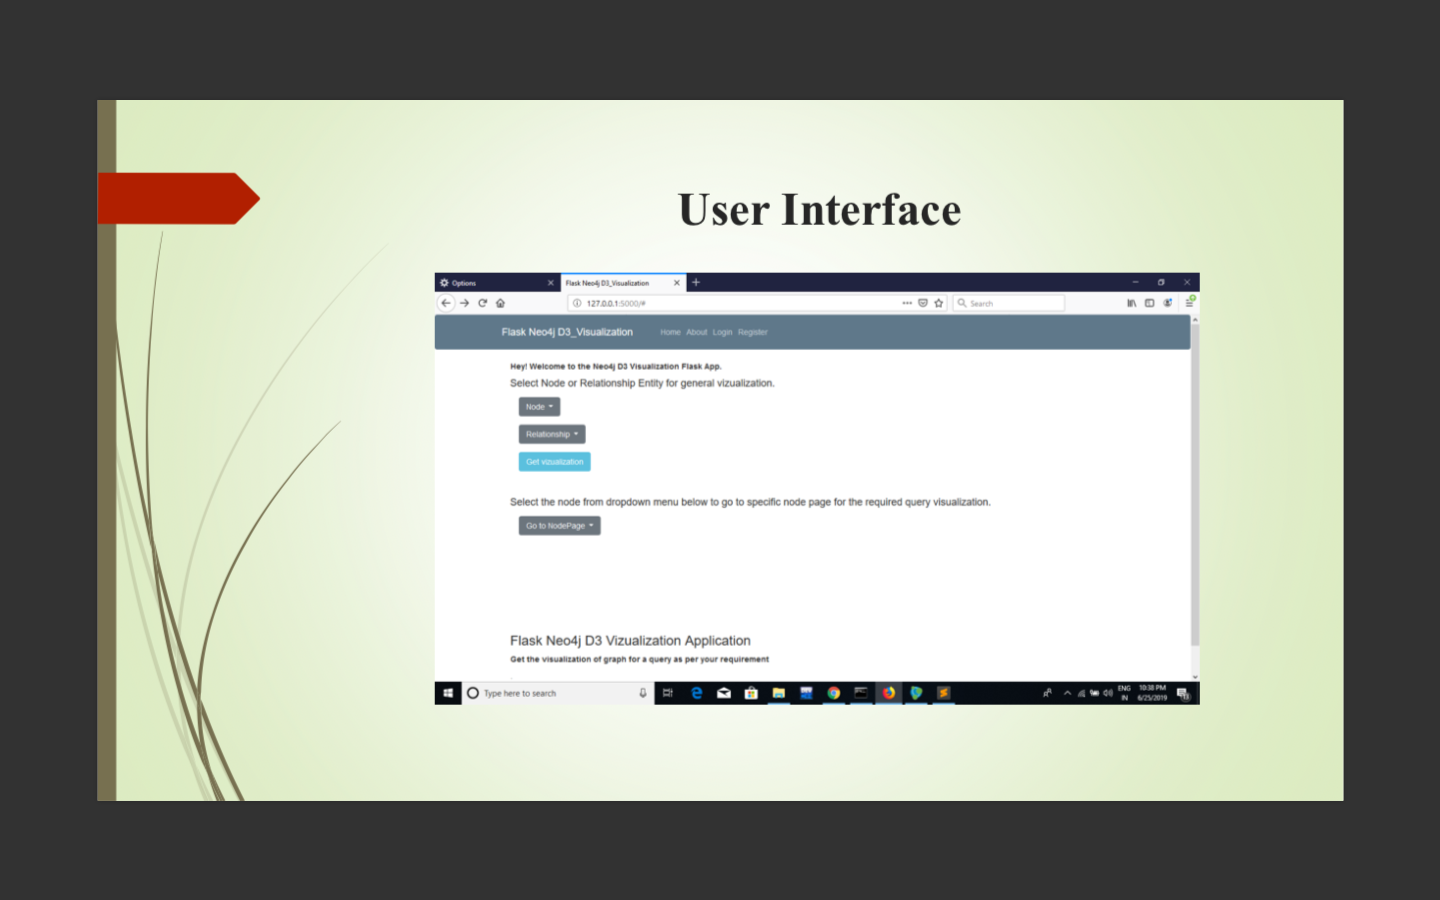 User Interface
Options
Flask Neo4j D3_Visualization
127.0.0.1:5000/#
Search
Flask Neo4j D3_Visualization Home About Login Register
Hey! Welcome to the Neo4j D3 Visualization Flask App.
Select Node or Relationship Entity for general vizualization.
Node
Relationship
Get vizualization
Select the node from dropdown menu below to go to specific node page for the required query visualization.
Go to NodePage
Flask Neo4j D3 Vizualization Application
Get the visualization of graph for a query as per your requirement
Type here to search
ENG 10:38 PM
IN 6/25/2019